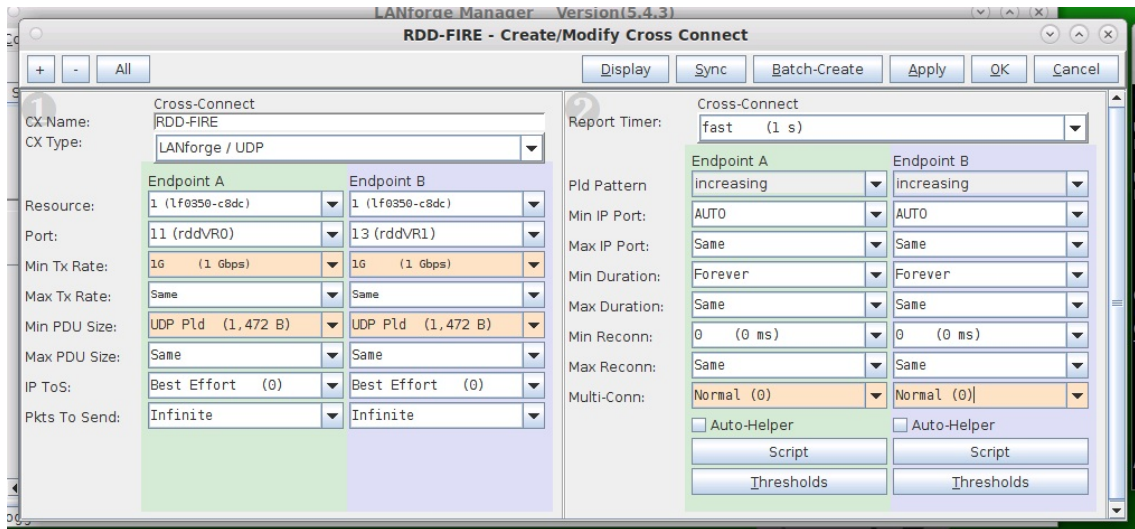 LANforge Manager Version(5.4.3)
RDD-FIRE - Create/Modify Cross Connect
+ - All Display Sync Batch-Create Apply OK Cancel
1
Cross-Connect
CX Name: RDD-FIRE
CX Type: LANforge / UDP
Endpoint A Endpoint B
Resource: 1 (lf0350-c8dc) 1 (lf0350-c8dc)
Port: 11 (rddVR0) 13 (rddVR1)
Min Tx Rate: 1G (1 Gbps) 1G (1 Gbps)
Max Tx Rate: Same Same
Min PDU Size: UDP Pld (1,472 B) UDP Pld (1,472 B)
Max PDU Size: Same Same
IP ToS: Best Effort (0) Best Effort (0)
Pkts To Send: Infinite Infinite
2
Cross-Connect
Report Timer: fast (1 s)
Endpoint A Endpoint B
Pld Pattern increasing increasing
Min IP Port: AUTO AUTO
Max IP Port: Same Same
Min Duration: Forever Forever
Max Duration: Same Same
Min Reconn: 0 (0 ms) 0 (0 ms)
Max Reconn: Same Same
Multi-Conn: Normal (0) Normal (0)
Auto-Helper Auto-Helper
Script Script
Thresholds Thresholds